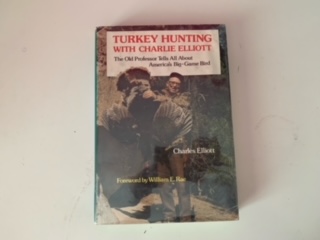 TURKEY HUNTING
WITH CHARLIE ELLIOTT
The Old Professor Tells All About
America's Big-Game Bird
Charles Elliott
Foreword by William E. Rae